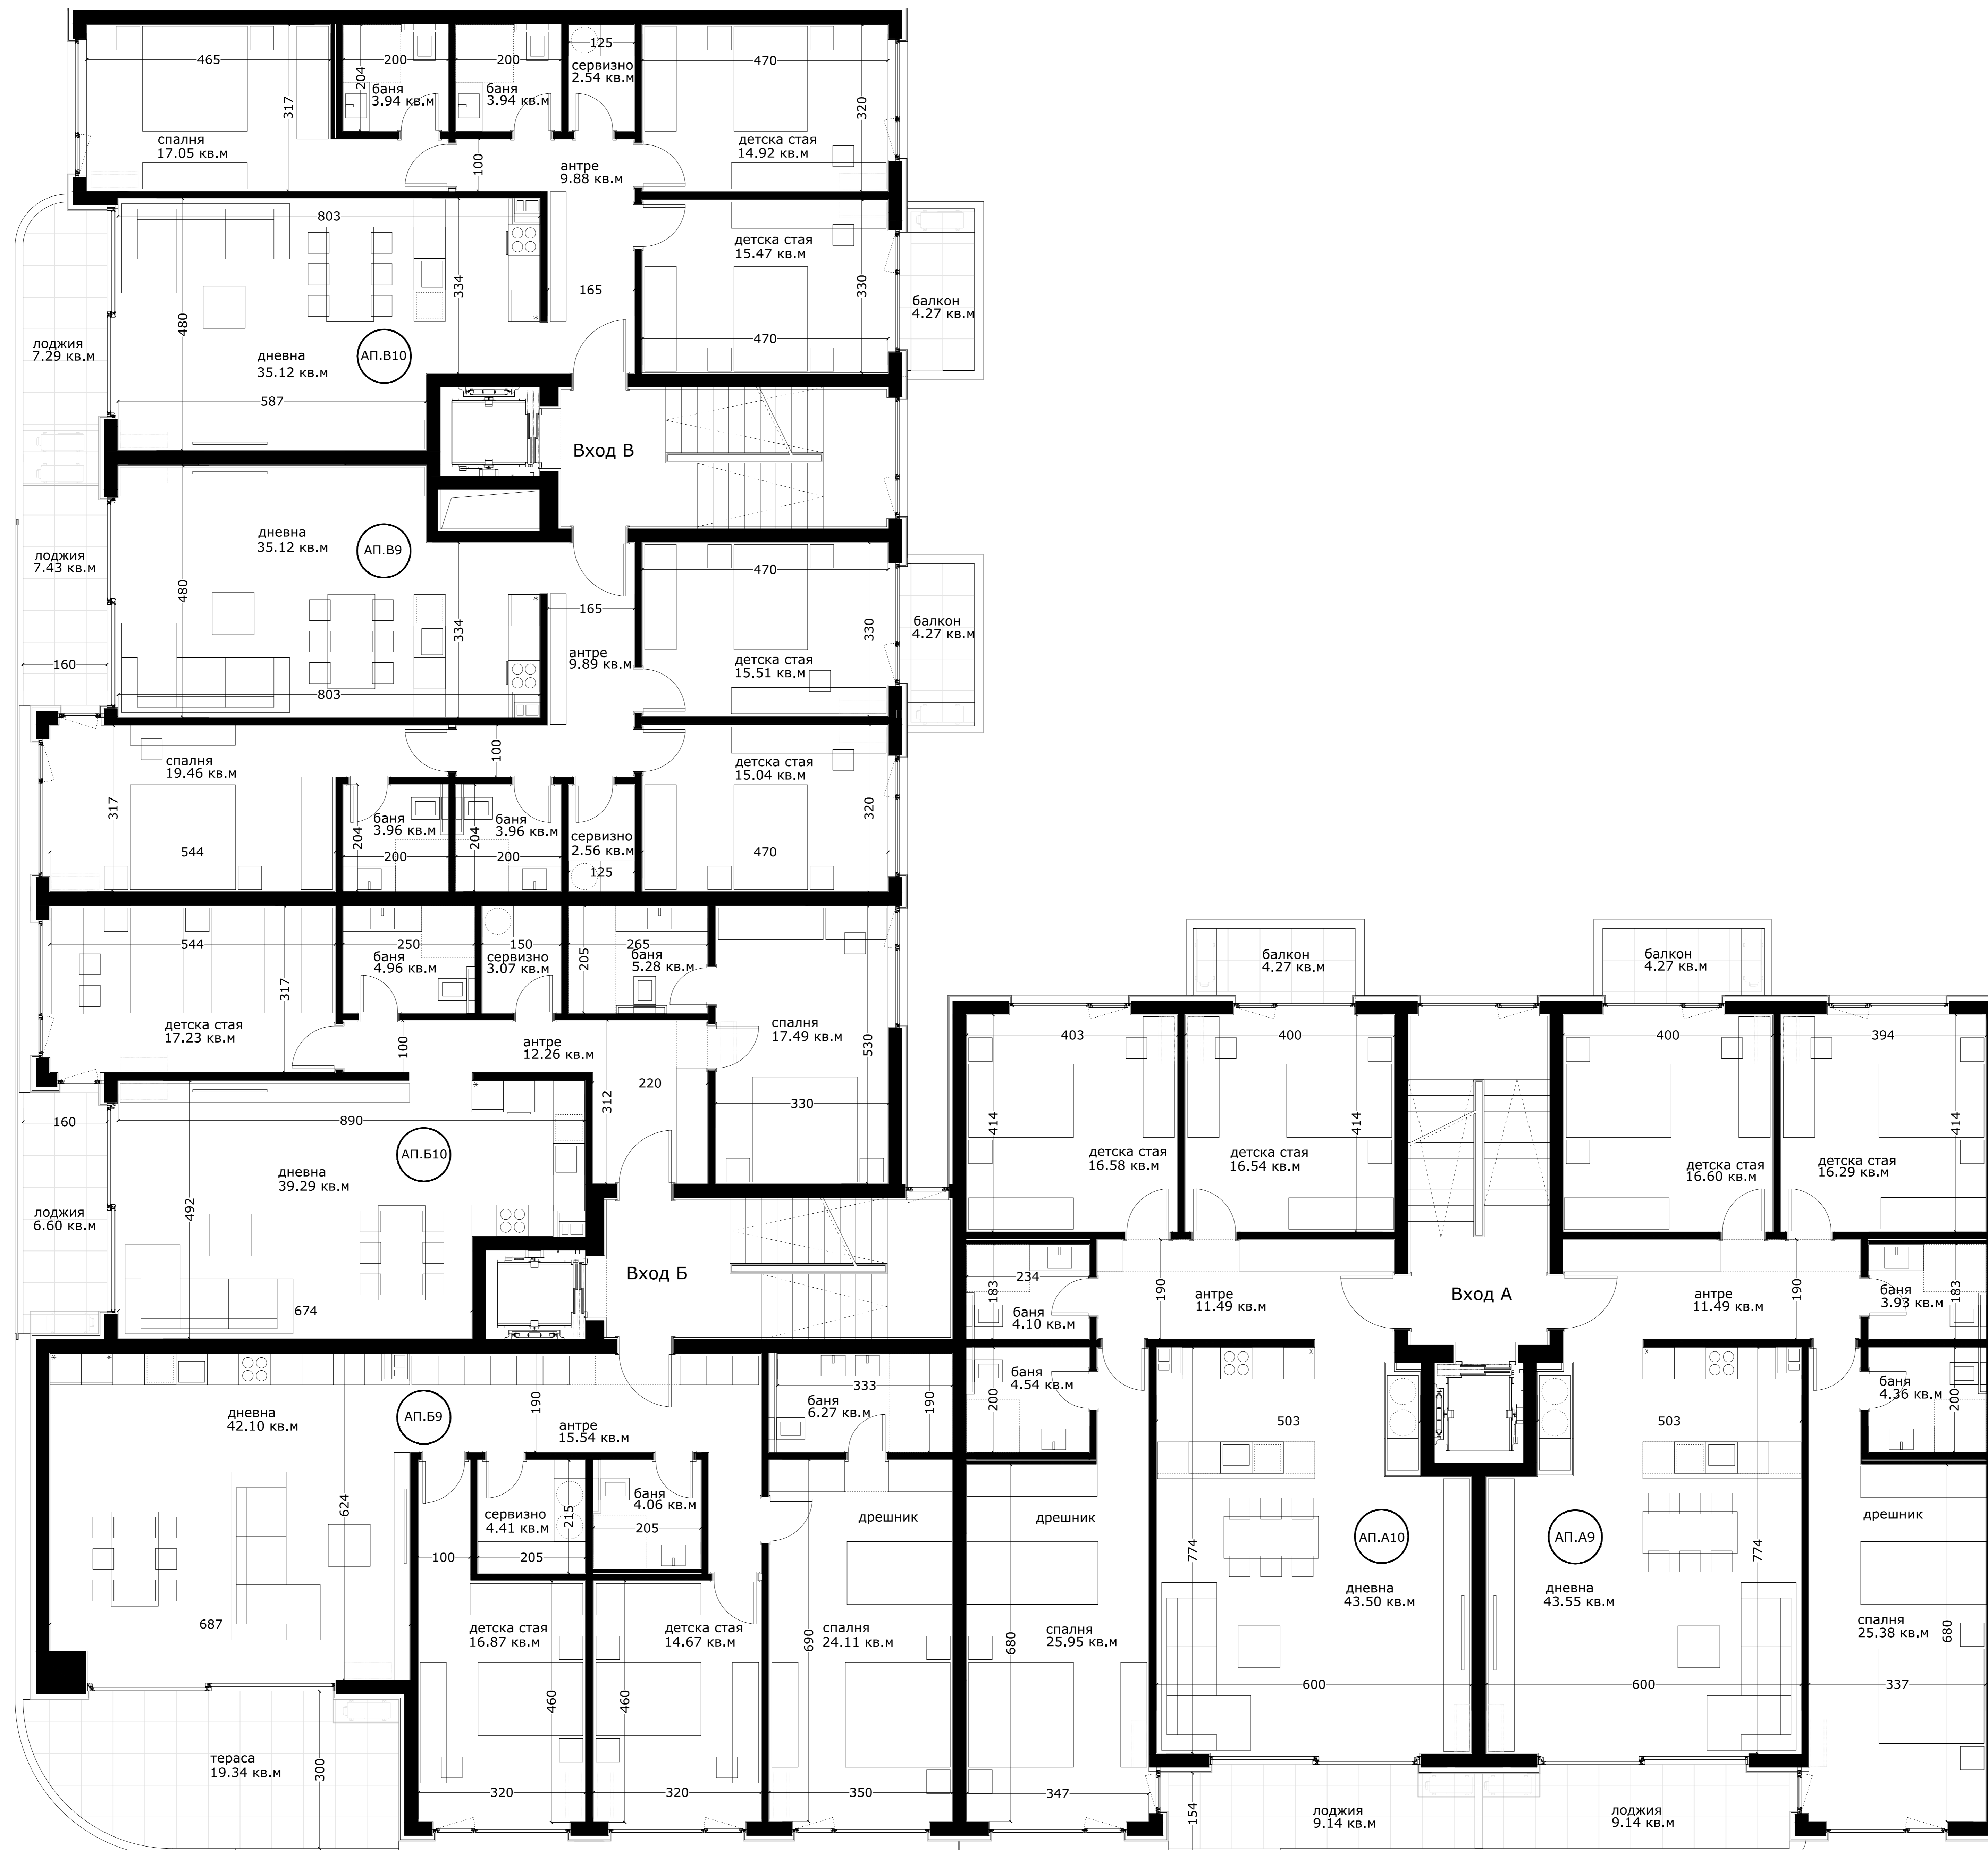 465
204
317
200
баня
3.94 кв.м
200
баня
3.94 кв.м
125
сервизно
2.54 кв.м
470
320
спалня
17.05 кв.м
100
антре
9.88 кв.м
детска стая
14.92 кв.м
803
334
480
165
детска стая
15.47 кв.м
330
470
балкон
4.27 кв.м
лоджия
7.29 кв.м
дневна
35.12 кв.м
АП.В10
587
Вход В
дневна
35.12 кв.м
АП.В9
лоджия
7.43 кв.м
480
334
165
470
330
балкон
4.27 кв.м
160
803
антре
9.89 кв.м
детска стая
15.51 кв.м
спалня
19.46 кв.м
317
100
детска стая
15.04 кв.м
320
баня
3.96 кв.м
204
200
баня
3.96 кв.м
204
200
сервизно
2.56 кв.м
125
544
470
544
317
250
баня
4.96 кв.м
150
сервизно
3.07 кв.м
205
265
баня
5.28 кв.м
детска стая
17.23 кв.м
100
антре
12.26 кв.м
спалня
17.49 кв.м
530
220
312
330
160
890
АП.Б10
дневна
39.29 кв.м
492
лоджия
6.60 кв.м
674
Вход Б
балкон
4.27 кв.м
балкон
4.27 кв.м
403
400
400
394
414
414
414
детска стая
16.58 кв.м
детска стая
16.54 кв.м
детска стая
16.60 кв.м
детска стая
16.29 кв.м
234
183
баня
4.10 кв.м
190
антре
11.49 кв.м
Вход А
антре
11.49 кв.м
190
баня
3.93 кв.м
183
дневна
42.10 кв.м
АП.Б9
190
антре
15.54 кв.м
333
баня
6.27 кв.м
190
баня
4.54 кв.м
200
503
503
баня
4.36 кв.м
200
624
сервизно
4.41 кв.м
215
205
100
баня
4.06 кв.м
205
дрешник
дрешник
дрешник
774
АП.А10
АП.А9
774
дневна
43.50 кв.м
дневна
43.55 кв.м
687
детска стая
16.87 кв.м
детска стая
14.67 кв.м
спалня
24.11 кв.м
690
спалня
25.95 кв.м
680
спалня
25.38 кв.м
680
460
460
600
600
337
тераса
19.34 кв.м
300
320
320
350
347
154
лоджия
9.14 кв.м
лоджия
9.14 кв.м